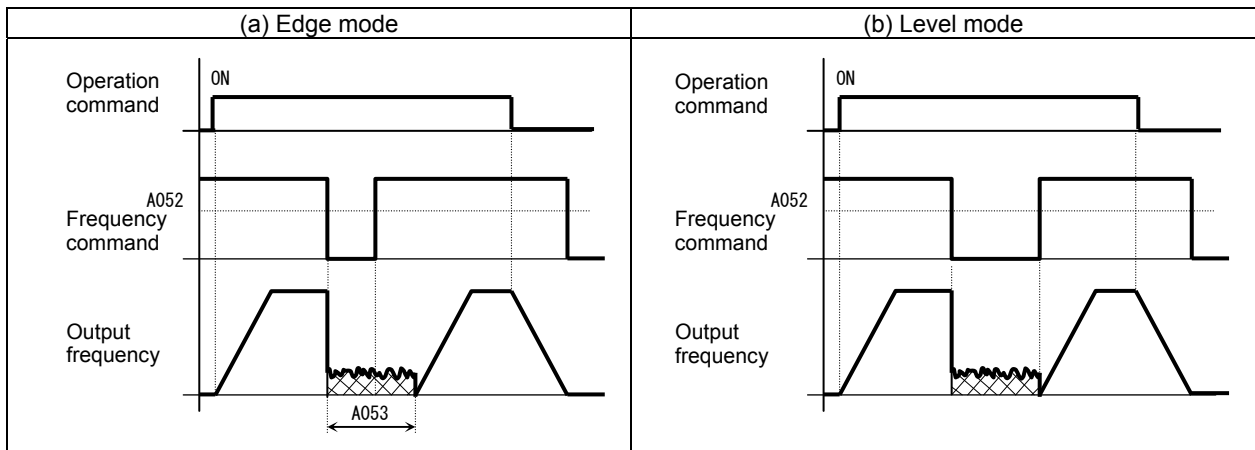 (a) Edge mode
Operation
command
ON
A052
Frequency
command
Output
frequency
A053
(b) Level mode
Operation
command
ON
A052
Frequency
command
Output
frequency